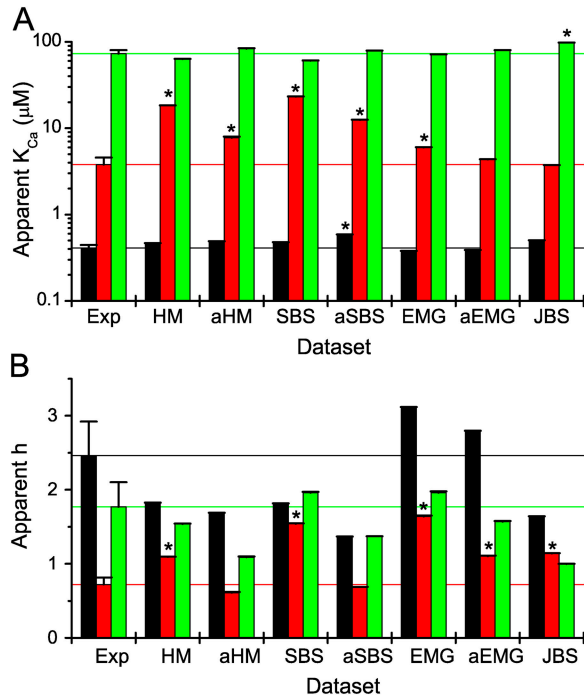 A
Apparent K_Ca (μM)
100
10
1
0.1
*
*
*
*
*
*
*
Exp HM aHM SBS aSBS EMG aEMG JBS
Dataset
B
Apparent h
3
2
1
0
*
*
*
*
*
Exp HM aHM SBS aSBS EMG aEMG JBS
Dataset